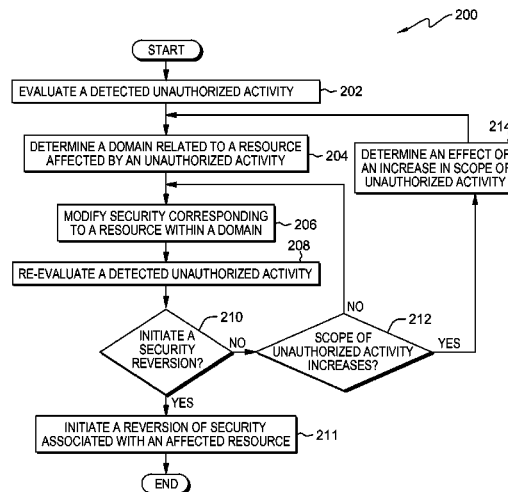 200
START
EVALUATE A DETECTED UNAUTHORIZED ACTIVITY
202
214
DETERMINE A DOMAIN RELATED TO A RESOURCE
AFFECTED BY AN UNAUTHORIZED ACTIVITY
204
DETERMINE AN EFFECT OF
AN INCREASE IN SCOPE OF
UNAUTHORIZED ACTIVITY
MODIFY SECURITY CORRESPONDING
TO A RESOURCE WITHIN A DOMAIN
206
208
RE-EVALUATE A DETECTED UNAUTHORIZED ACTIVITY
210
INITIATE A
SECURITY
REVERSION?
NO
NO
212
SCOPE OF
UNAUTHORIZED ACTIVITY
INCREASES?
YES
YES
INITIATE A REVERSION OF SECURITY
ASSOCIATED WITH AN AFFECTED RESOURCE
211
END